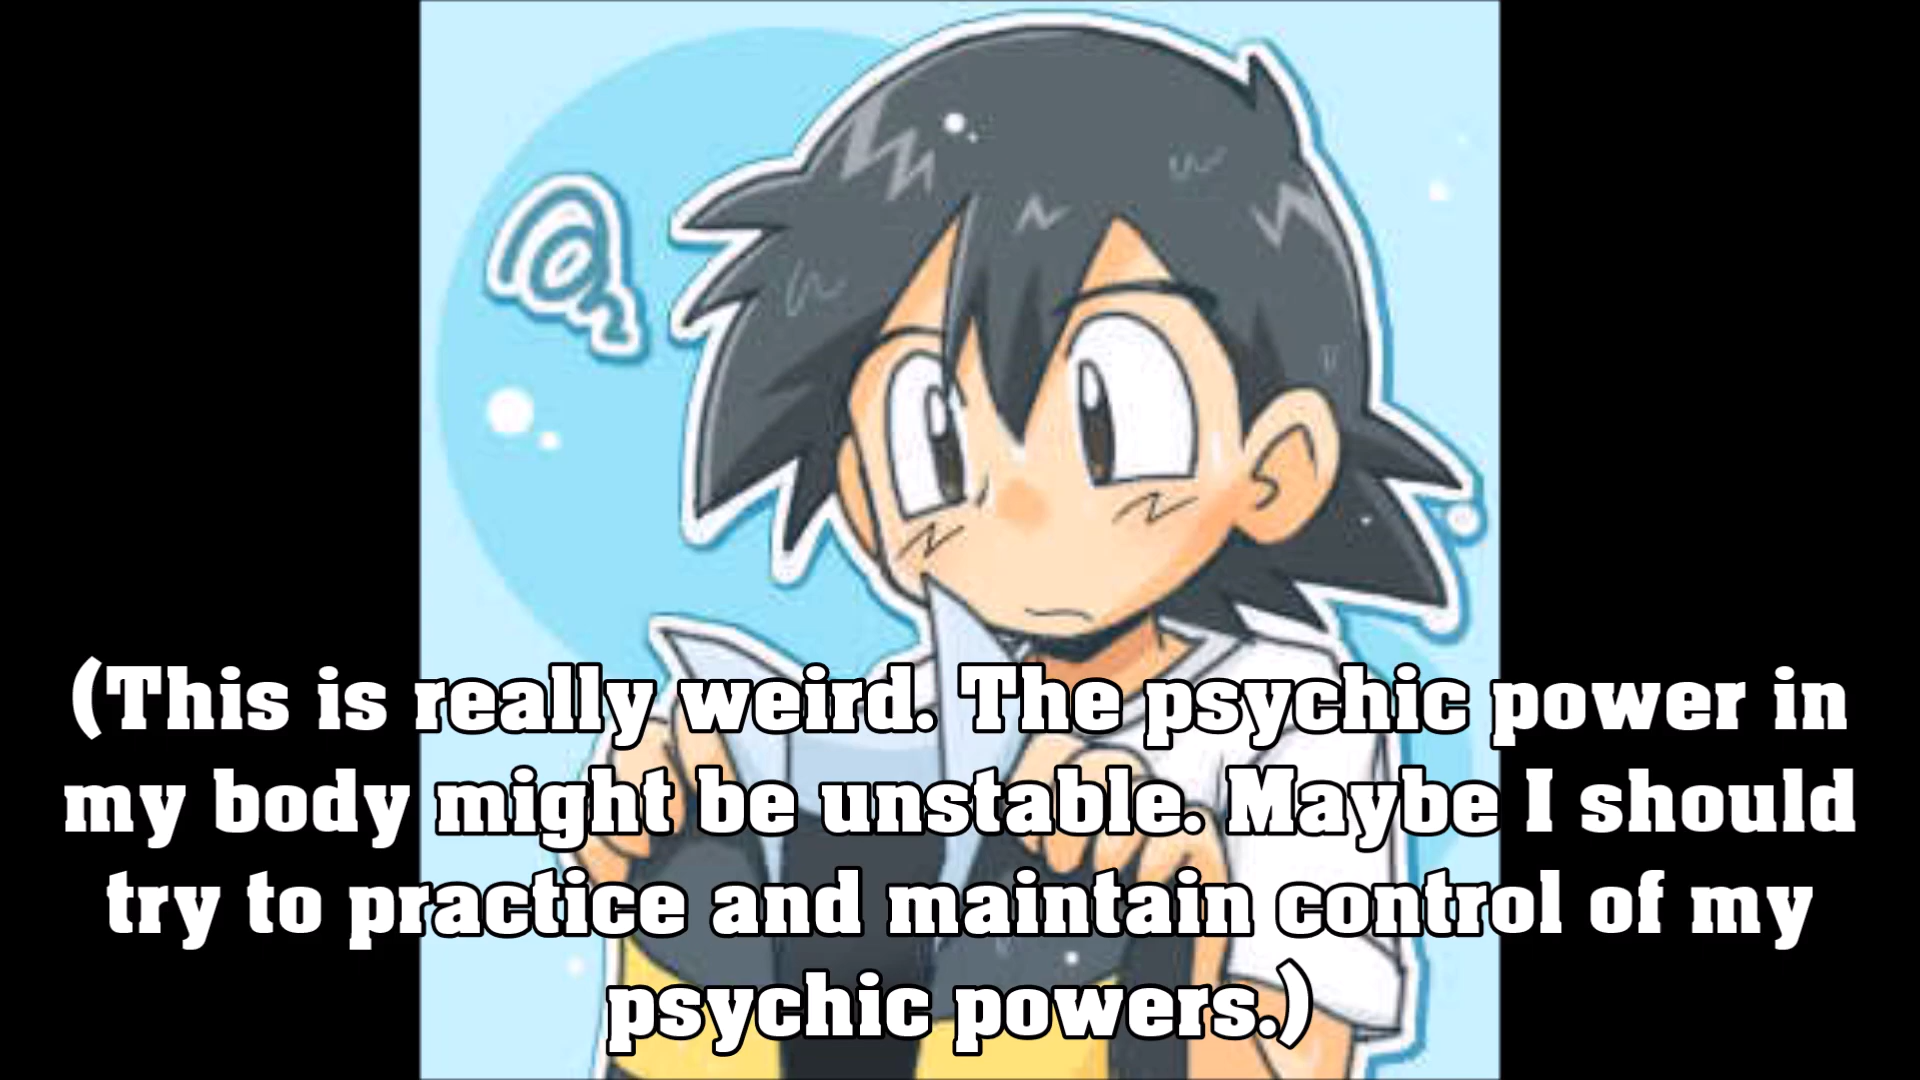 (This is really weird. The psychic power in
my body might be unstable. Maybe I should
try to practice and maintain control of my
psychic powers.)